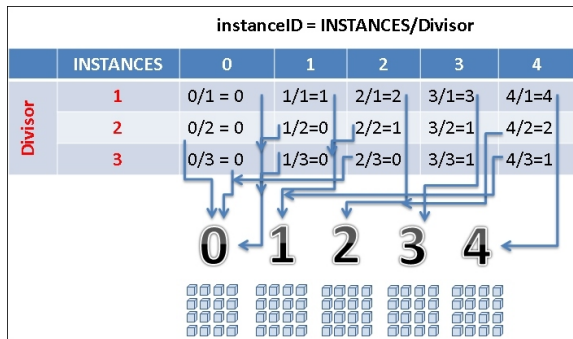 instanceID = INSTANCES/Divisor
INSTANCES 0 1 2 3 4
Divisor
1 0/1 = 0 1/1=1 2/1=2 3/1=3 4/1=4
2 0/2 = 0 1/2=0 2/2=1 3/2=1 4/2=2
3 0/3 = 0 1/3=0 2/3=0 3/3=1 4/3=1
0 1 2 3 4